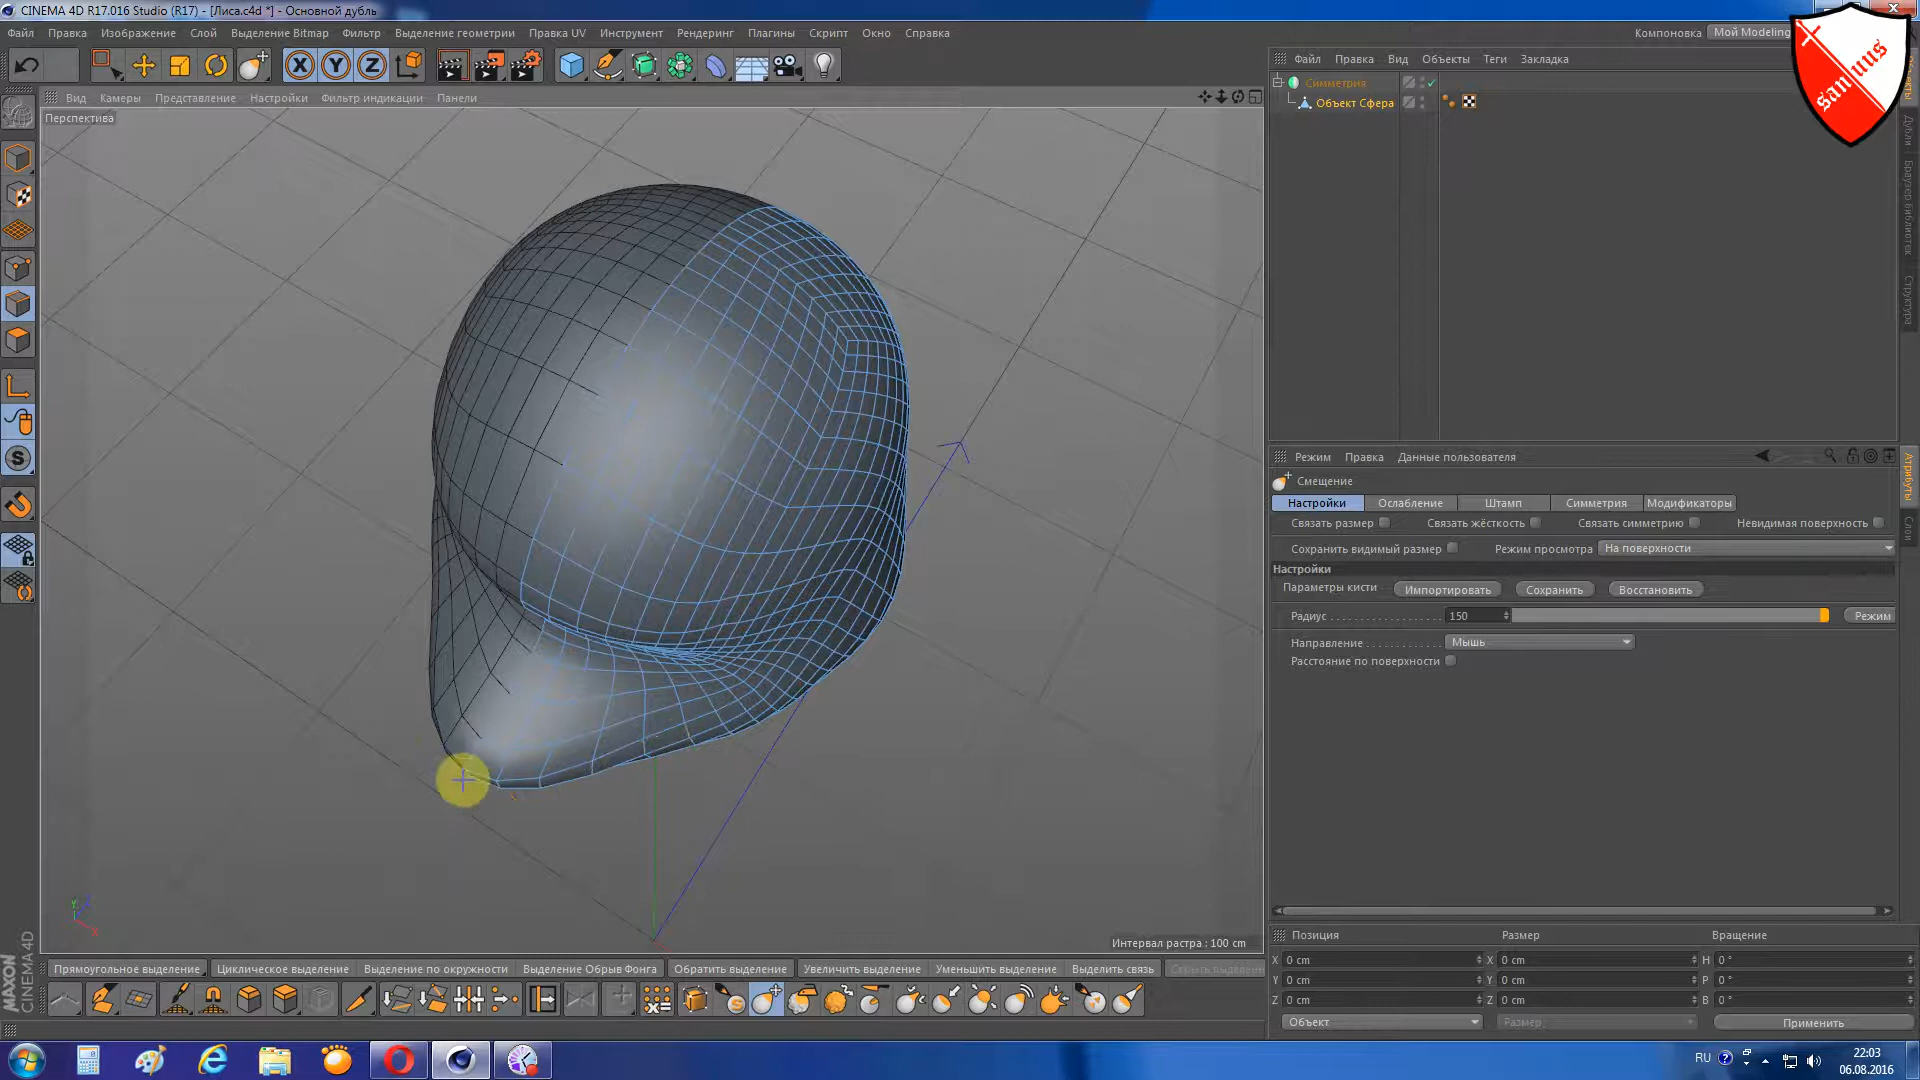 CINEMA 4D R17.016 Studio (R17) - [Лиса.c4d *] - Основной дубль
Файл Правка Изображение Слой Выделение Bitmap Фильтр Выделение геометрии Правка UV Инструмент Рендеринг Плагины Скрипт Окно Справка
Компоновка Мой Modeling
sanuus
X Y Z
Файл Правка Вид Объекты Теги Закладка
Симметрия
Объект Сфера
Дубли
Браузер библиотек
Структура
Вид Камеры Представление Настройки Фильтр индикации Панели
Перспектива
Режим Правка Данные пользователя
Атрибуты
Слои
Смещение
Настройки Ослабление Штамп Симметрия Модификаторы
Связать размер Связать жёсткость Связать симметрию Невидимая поверхность
Сохранить видимый размер Режим просмотра На поверхности
Настройки
Параметры кисти Импортировать Сохранить Восстановить
Радиус 150 Режим
Направление Мышь
Расстояние по поверхности
Интервал растра : 100 cm
Позиция Размер Вращение
X 0 cm X 0 cm H 0 °
Y 0 cm Y 0 cm P 0 °
Z 0 cm Z 0 cm B 0 °
Объект Размер Применить
Прямоугольное выделение Циклическое выделение Выделение по окружности Выделение Обрыв Фонга Обратить выделение Увеличить выделение Уменьшить выделение Выделить связь
MAXON
CINEMA 4D
RU
22:03
06.08.2016